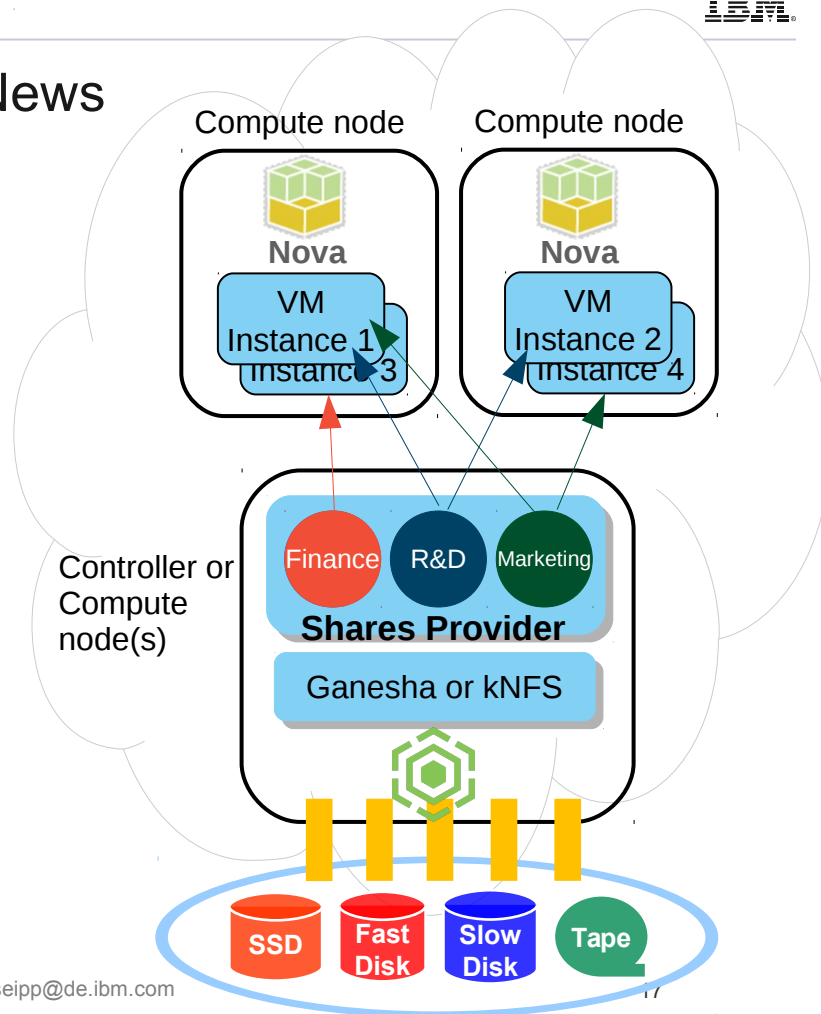 IBM®
News
Compute node
Compute node
Nova
Nova
VM
Instance 1
Instance 3
VM
Instance 2
Instance 4
Finance
R&D
Marketing
Controller or
Compute
node(s)
Shares Provider
Ganesha or kNFS
SSD
Fast
Disk
Slow
Disk
Tape
seipp@de.ibm.com
17